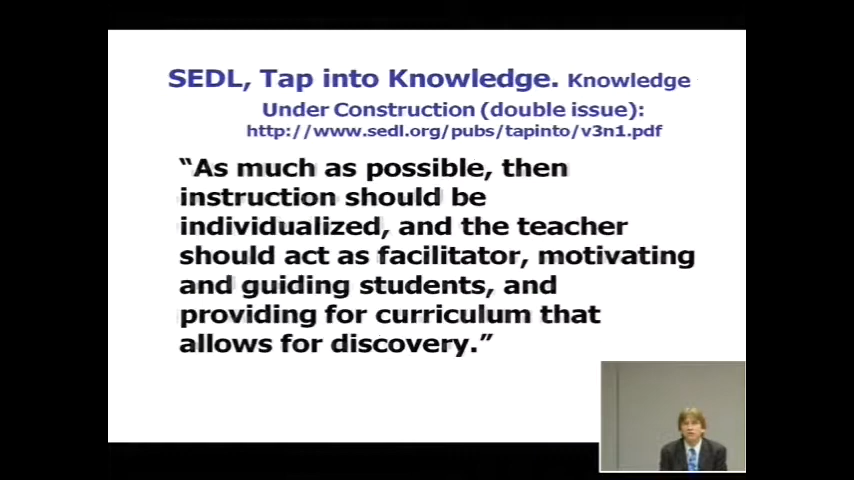 SEDL, Tap into Knowledge. Knowledge
Under Construction (double issue):
http://www.sedl.org/pubs/tapinto/v3n1.pdf
“As much as possible, then
instruction should be
individualized, and the teacher
should act as facilitator, motivating
and guiding students, and
providing for curriculum that
allows for discovery.”